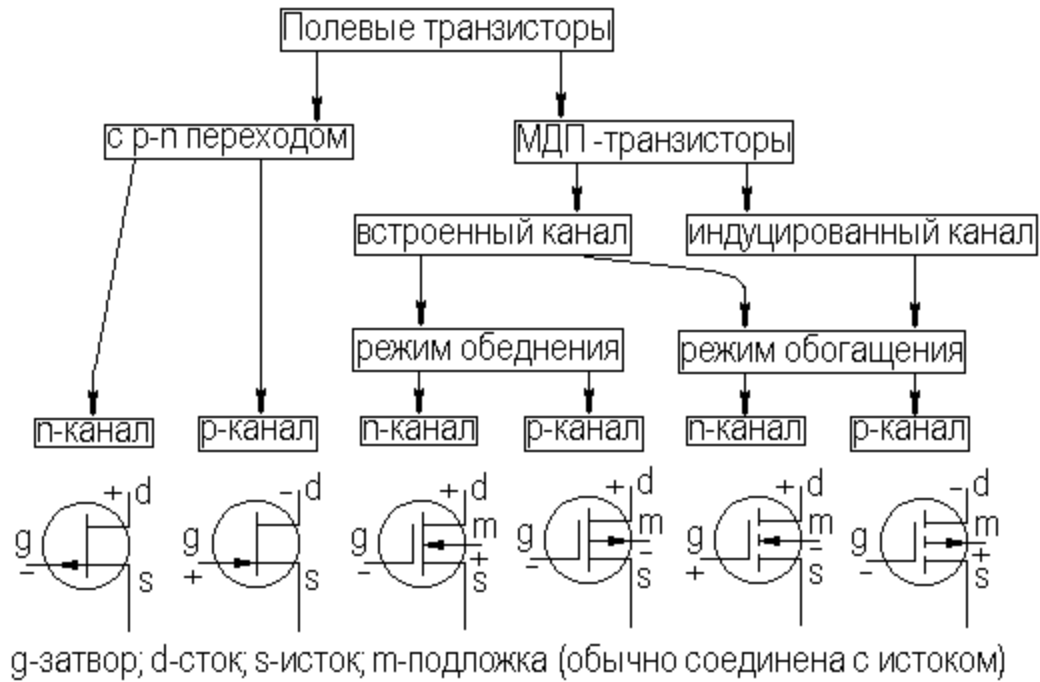 Полевые транзисторы
с p-n переходом
МДП -транзисторы
встроенный канал
индуцированный канал
режим обеднения
режим обогащения
n-канал
p-канал
n-канал
p-канал
n-канал
p-канал
+ d
g
-
s
- d
g
+
s
+ d
m
g
+
-
s
+ d
m
g
-
-
s
+ d
m
g
-
+
s
- d
m
g
+
-
s
g-затвор; d-сток; s-исток; m-подложка (обычно соединена с истоком)